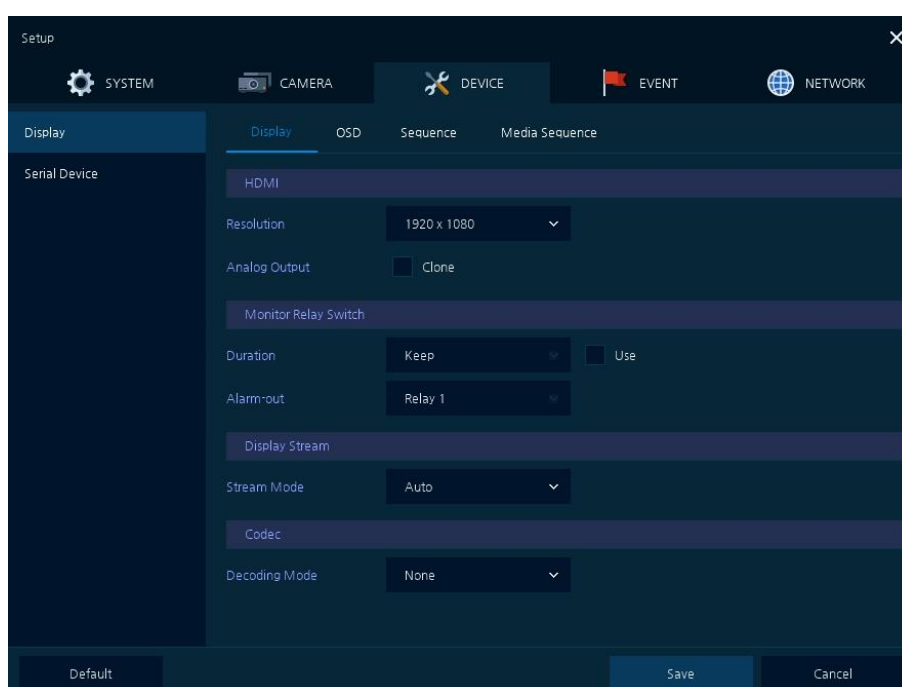 Setup
SYSTEM CAMERA DEVICE EVENT NETWORK
Display
Serial Device
Display OSD Sequence Media Sequence
HDMI
Resolution 1920 x 1080
Analog Output Clone
Monitor Relay Switch
Duration Keep Use
Alarm-out Relay 1
Display Stream
Stream Mode Auto
Codec
Decoding Mode None
Default Save Cancel